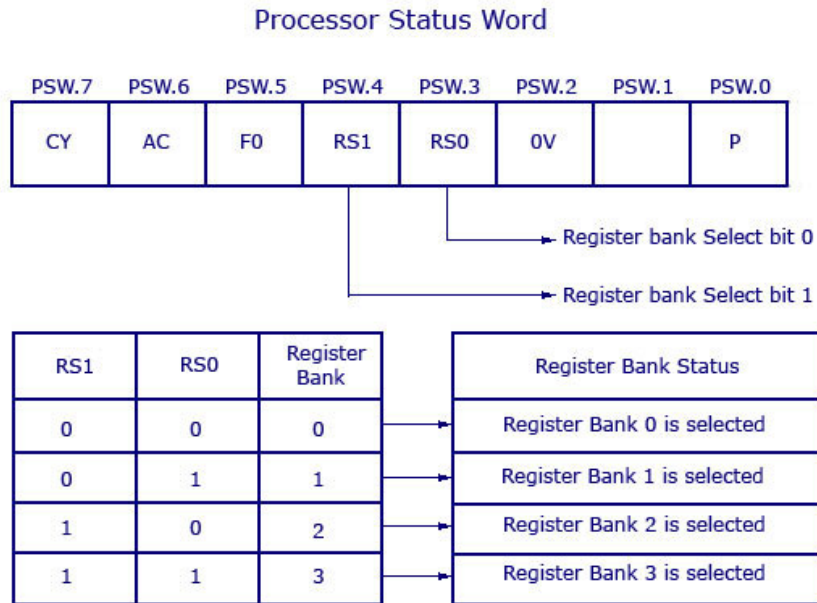 Processor Status Word
PSW.7 PSW.6 PSW.5 PSW.4 PSW.3 PSW.2 PSW.1 PSW.0
CY AC F0 RS1 RS0 0V P
Register bank Select bit 0
Register bank Select bit 1
RS1 RS0 Register Bank Register Bank Status
0 0 0 Register Bank 0 is selected
0 1 1 Register Bank 1 is selected
1 0 2 Register Bank 2 is selected
1 1 3 Register Bank 3 is selected